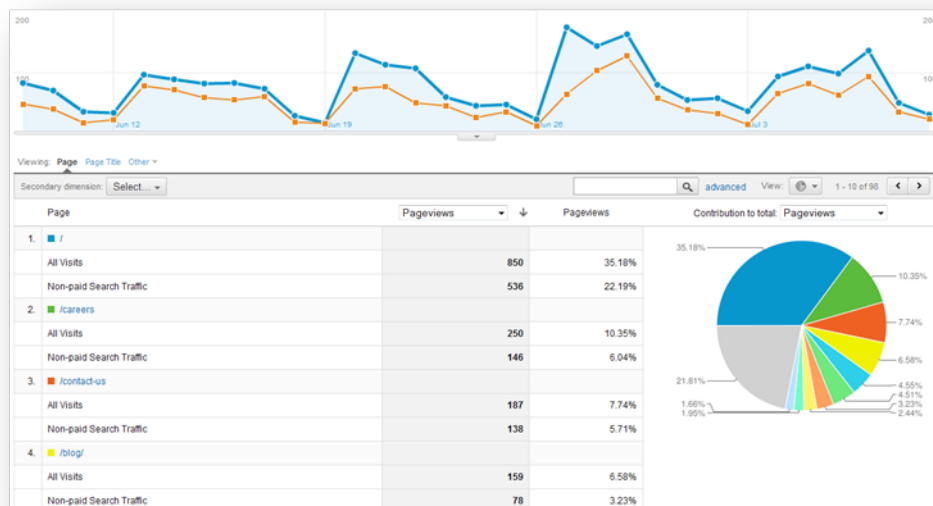 200 20
100 10
Jun 12 Jun 19 Jun 26 Jul 3
Viewing: Page Page Title Other
Secondary dimension: Select... advanced View: 1 - 10 of 98
Page Pageviews Pageviews Contribution to total: Pageviews
1. /
All Visits 850 35.18%
Non-paid Search Traffic 536 22.19%
2. /careers
All Visits 250 10.35%
Non-paid Search Traffic 146 6.04%
3. /contact-us
All Visits 187 7.74%
Non-paid Search Traffic 138 5.71%
4. /blog/
All Visits 159 6.58%
Non-paid Search Traffic 78 3.23%
35.18%
10.35%
7.74%
6.58%
4.55%
4.51%
3.23%
2.44%
21.81%
1.66%
1.95%